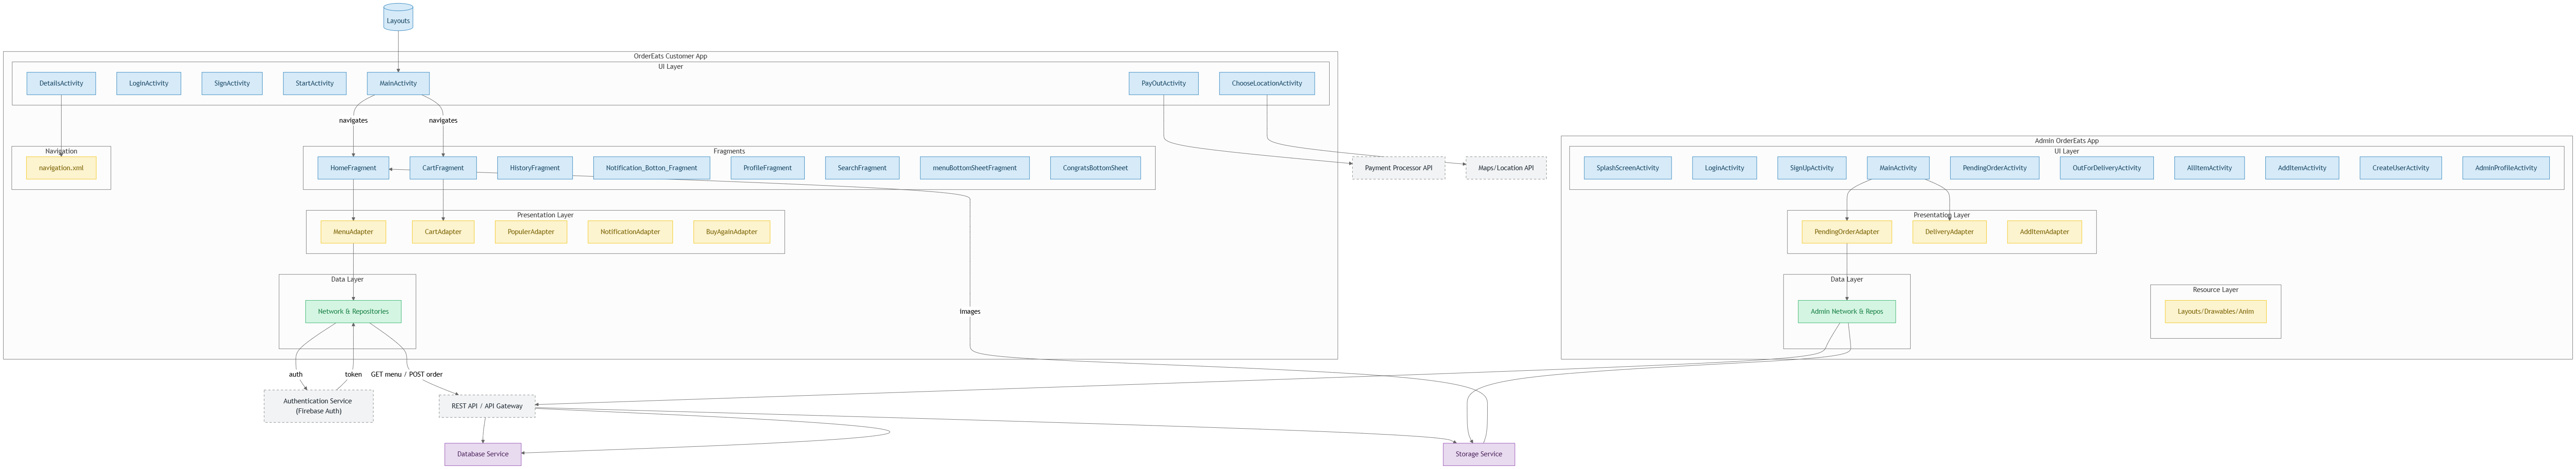 Layouts
OrderEats Customer App
UI Layer
DetailsActivity
LoginActivity
SignActivity
StartActivity
MainActivity
PayOutActivity
ChooseLocationActivity
navigates
navigates
Navigation
navigation.xml
Fragments
HomeFragment
CartFragment
HistoryFragment
Notification_Botton_Fragment
ProfileFragment
SearchFragment
menuBottomSheetFragment
CongratsBottomSheet
Presentation Layer
MenuAdapter
CartAdapter
PopulerAdapter
NotificationAdapter
BuyAgainAdapter
Data Layer
Network & Repositories
images
auth
token
GET menu / POST order
Authentication Service
(Firebase Auth)
REST API / API Gateway
Database Service
Storage Service
Payment Processor API
Maps/Location API
Admin OrderEats App
UI Layer
SplashScreenActivity
LoginActivity
SignUpActivity
MainActivity
PendingOrderActivity
OutForDeliveryActivity
AllItemActivity
AddItemActivity
CreateUserActivity
AdminProfileActivity
Presentation Layer
PendingOrderAdapter
DeliveryAdapter
AddItemAdapter
Data Layer
Admin Network & Repos
Resource Layer
Layouts/Drawables/Anim